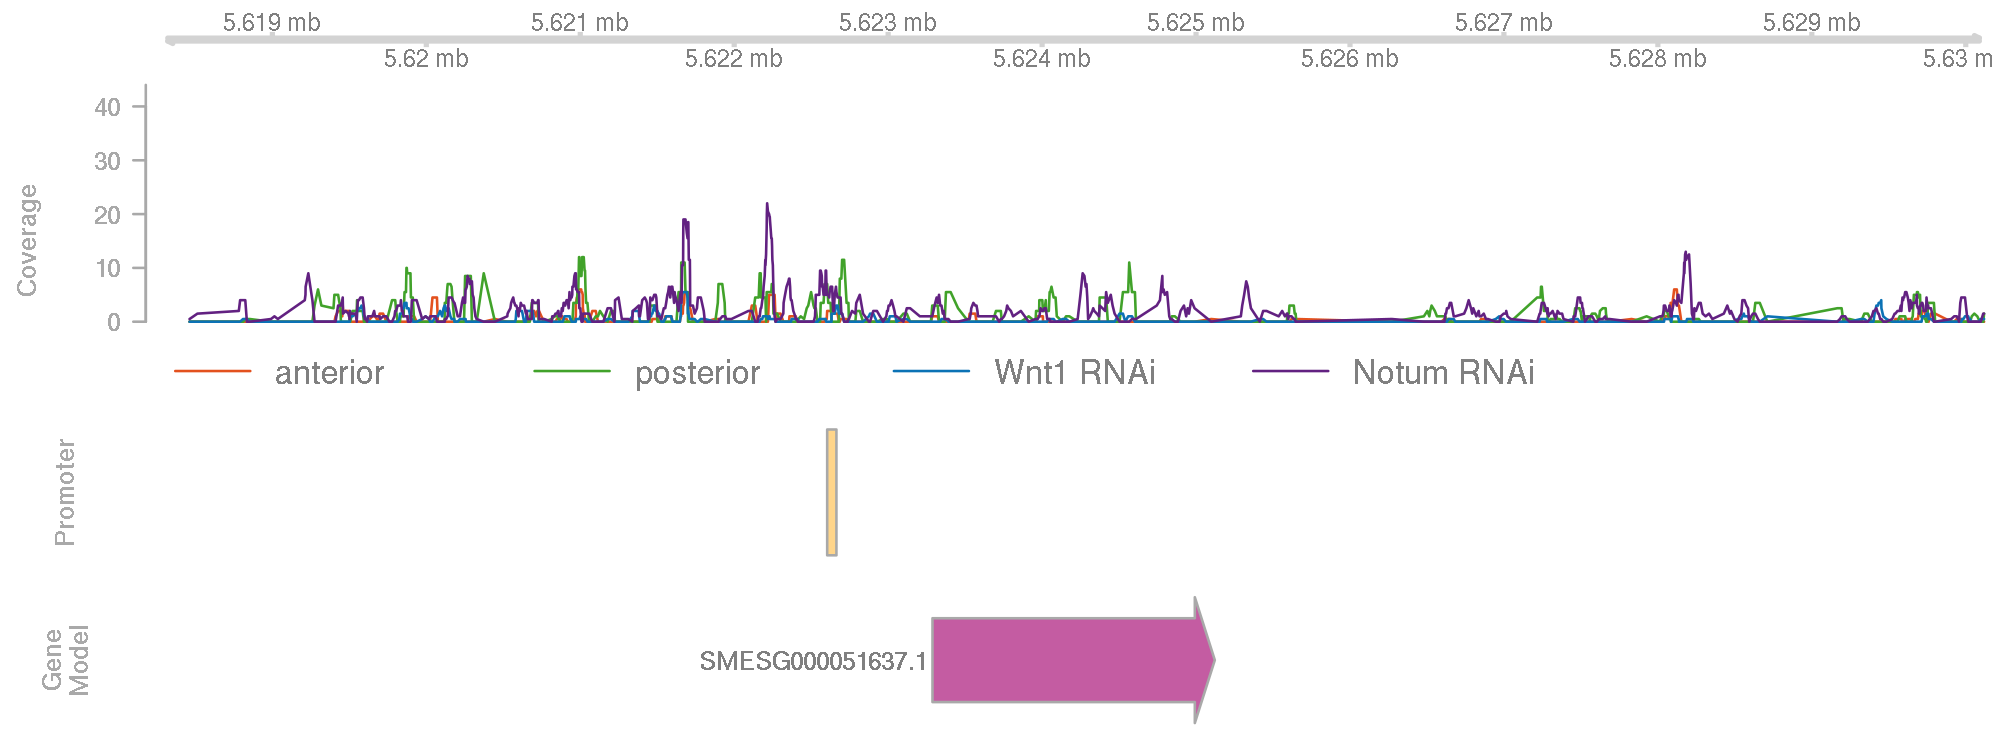 5.619 mb 5.621 mb 5.623 mb 5.625 mb 5.627 mb 5.629 mb
5.62 mb 5.622 mb 5.624 mb 5.626 mb 5.628 mb 5.63 m
Coverage
40
30
20
10
0
anterior posterior Wnt1 RNAi Notum RNAi
Promoter
Gene
Model
SMESG000051637.1